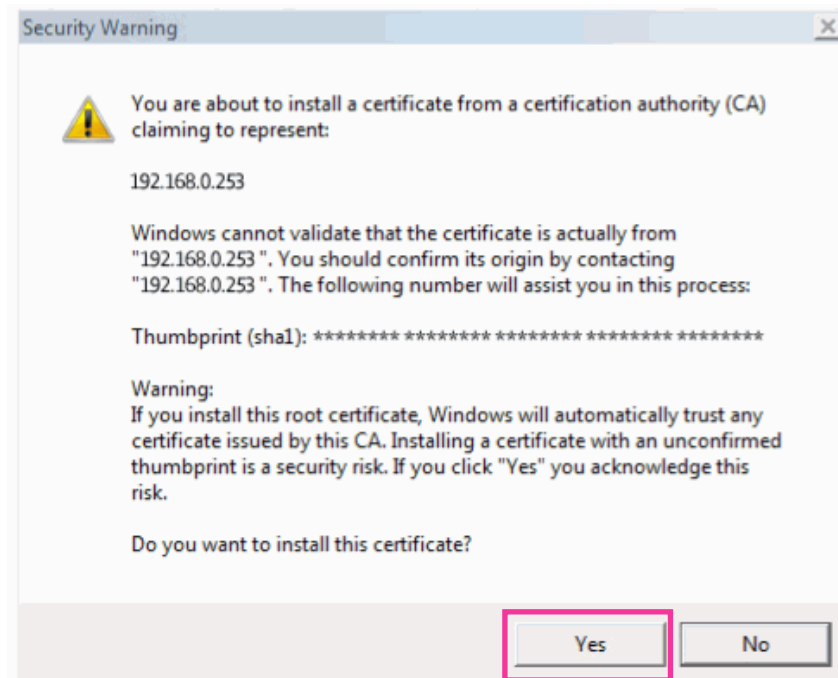 Security Warning
You are about to install a certificate from a certification authority (CA)
claiming to represent:
192.168.0.253
Windows cannot validate that the certificate is actually from
"192.168.0.253 ". You should confirm its origin by contacting
"192.168.0.253 ". The following number will assist you in this process:
Thumbprint (sha1): ******** ******** ******** ******** ********
Warning:
If you install this root certificate, Windows will automatically trust any
certificate issued by this CA. Installing a certificate with an unconfirmed
thumbprint is a security risk. If you click "Yes" you acknowledge this
risk.
Do you want to install this certificate?
Yes No